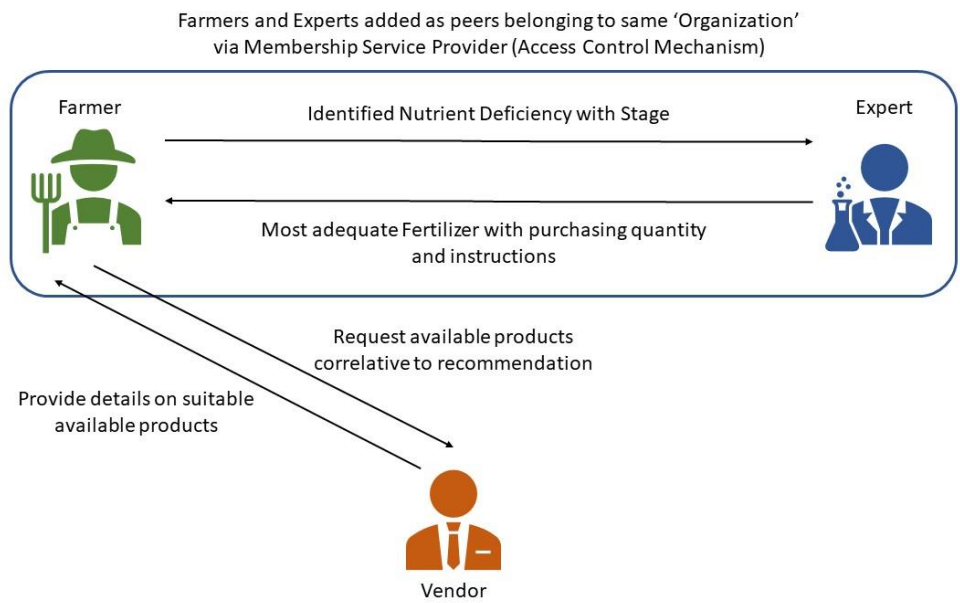 Farmers and Experts added as peers belonging to same ‘Organization’
via Membership Service Provider (Access Control Mechanism)
Farmer
Identified Nutrient Deficiency with Stage
Expert
Most adequate Fertilizer with purchasing quantity
and instructions
Request available products
correlative to recommendation
Provide details on suitable
available products
Vendor